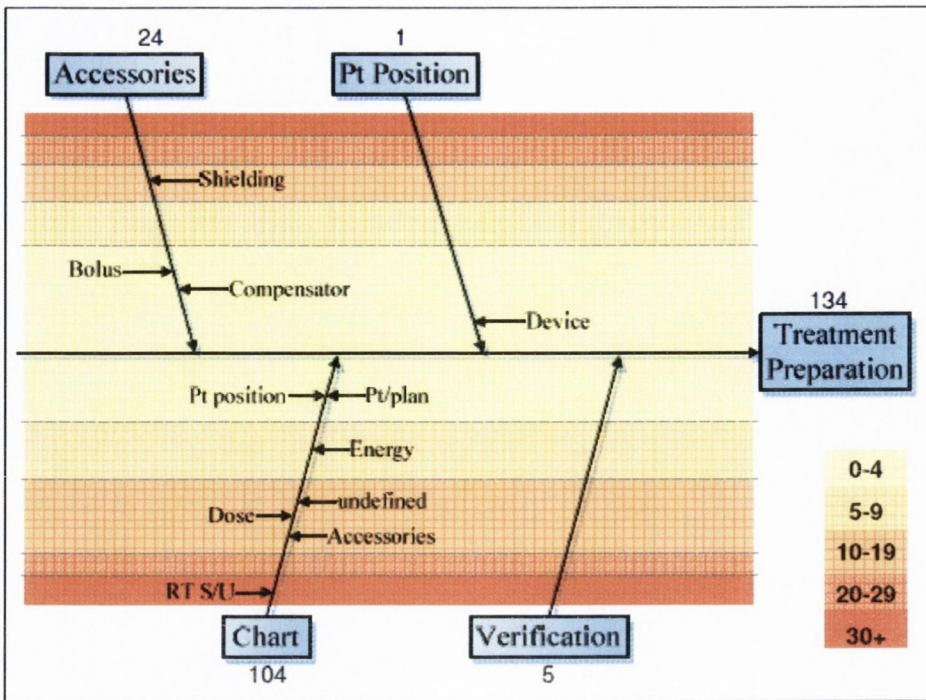 24
1
Accessories
Pt Position
Shielding
Bolus
Compensator
Device
134
Treatment
Preparation
Pt position
Pt/plan
Energy
undefined
Dose
Accessories
RT S/U
0-4
5-9
10-19
20-29
30+
Chart
Verification
104
5